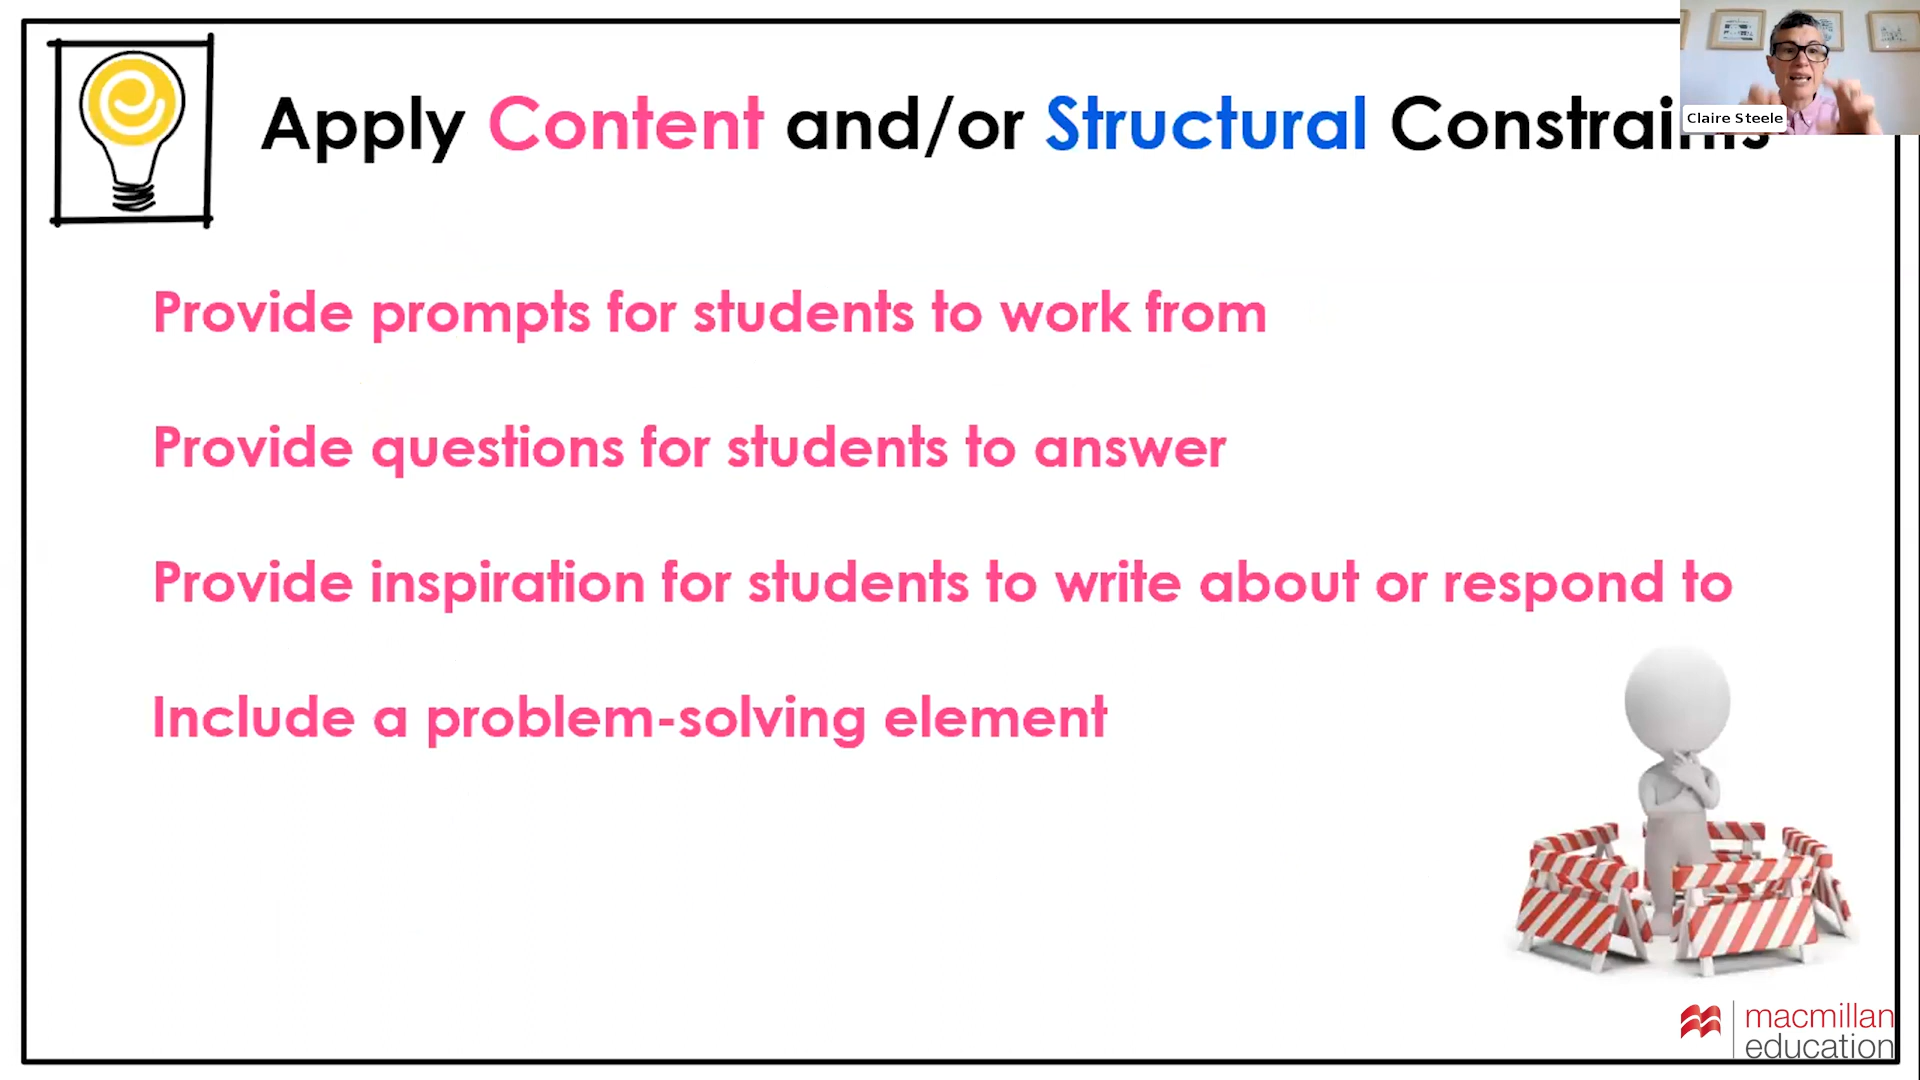 Apply Content and/or Structural Constraints
Claire Steele
Provide prompts for students to work from
Provide questions for students to answer
Provide inspiration for students to write about or respond to
Include a problem-solving element
macmillan
education